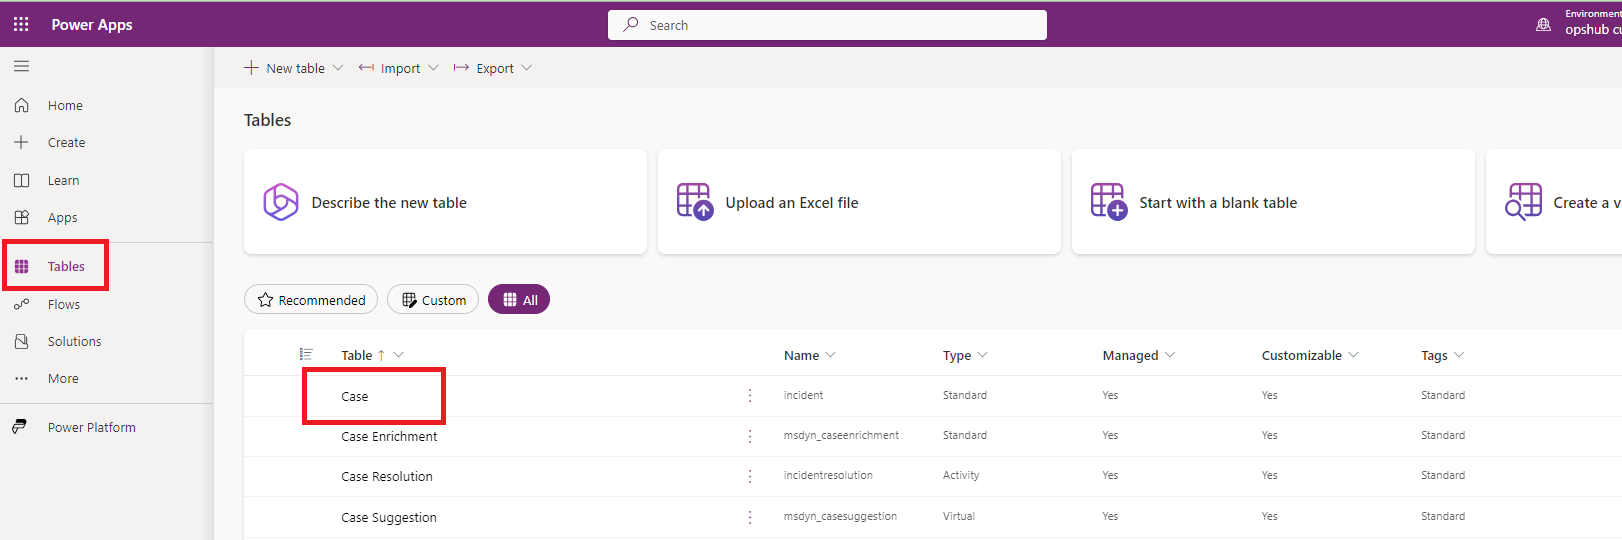 Power Apps
Search
Environment
opshub cu
Home
Create
Learn
Apps
Tables
Flows
Solutions
More
Power Platform
New table
Import
Export
Tables
Describe the new table
Upload an Excel file
Start with a blank table
Create a v
Recommended
Custom
All
Table Name Type Managed Customizable Tags
Case incident Standard Yes Yes Standard
Case Enrichment msdyn_caseenrichment Standard Yes Yes Standard
Case Resolution incidentresolution Activity Yes Yes Standard
Case Suggestion msdyn_casesuggestion Virtual Yes Yes Standard